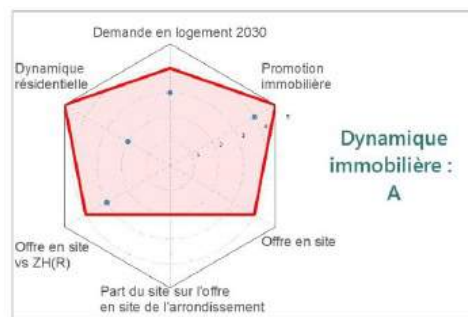 Demande en logement 2030
Dynamique
résidentielle
Promotion
immobilière
5
4
3
2
1
Dynamique
immobilière :
A
Offre en site
vs ZH(R)
Offre en site
Part du site sur l'offre
en site de l'arrondissement